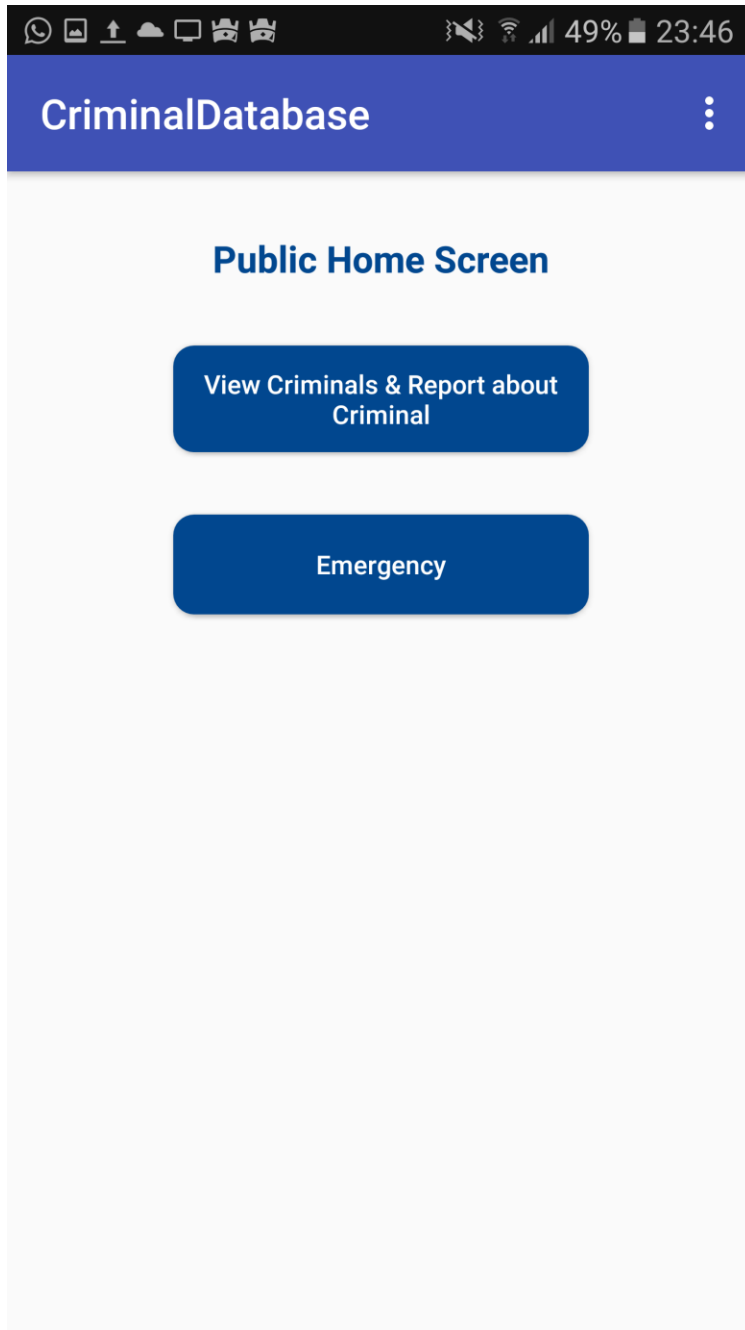 49% 23:46
CriminalDatabase
Public Home Screen
View Criminals & Report about
Criminal
Emergency